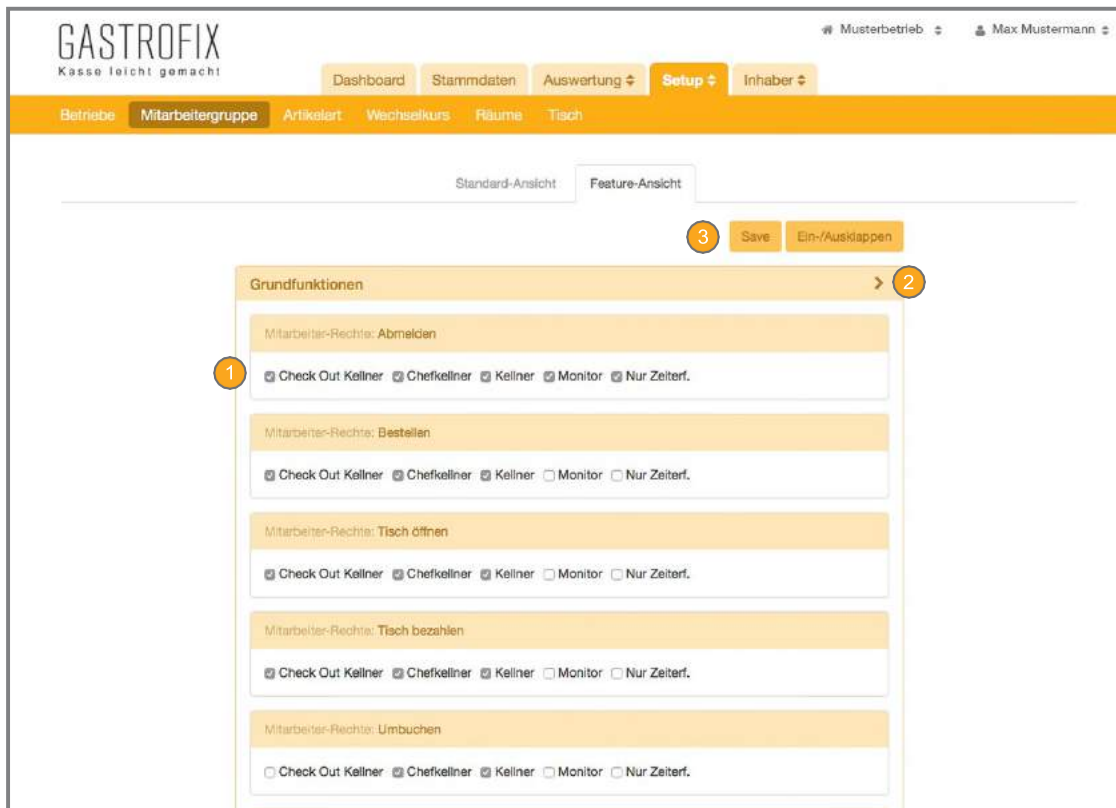 GASTROFIX
Kasse leicht gemacht
Musterbetrieb
Max Mustermann
Dashboard Stammdaten Auswertung Setup Inhaber
Betriebe Mitarbeitergruppe Artikelart Wechselkurs Räume Tisch
Standard-Ansicht Feature-Ansicht
3 Save Ein-/Ausklappen
Grundfunktionen 2
Mitarbeiter-Rechte: Abmelden
1 Check Out Kellner Chefkellner Kellner Monitor Nur Zeiterf.
Mitarbeiter-Rechte: Bestellen
Check Out Kellner Chefkellner Kellner Monitor Nur Zeiterf.
Mitarbeiter-Rechte: Tisch öffnen
Check Out Kellner Chefkellner Kellner Monitor Nur Zeiterf.
Mitarbeiter-Rechte: Tisch bezahlen
Check Out Kellner Chefkellner Kellner Monitor Nur Zeiterf.
Mitarbeiter-Rechte: Umbuchen
Check Out Kellner Chefkellner Kellner Monitor Nur Zeiterf.